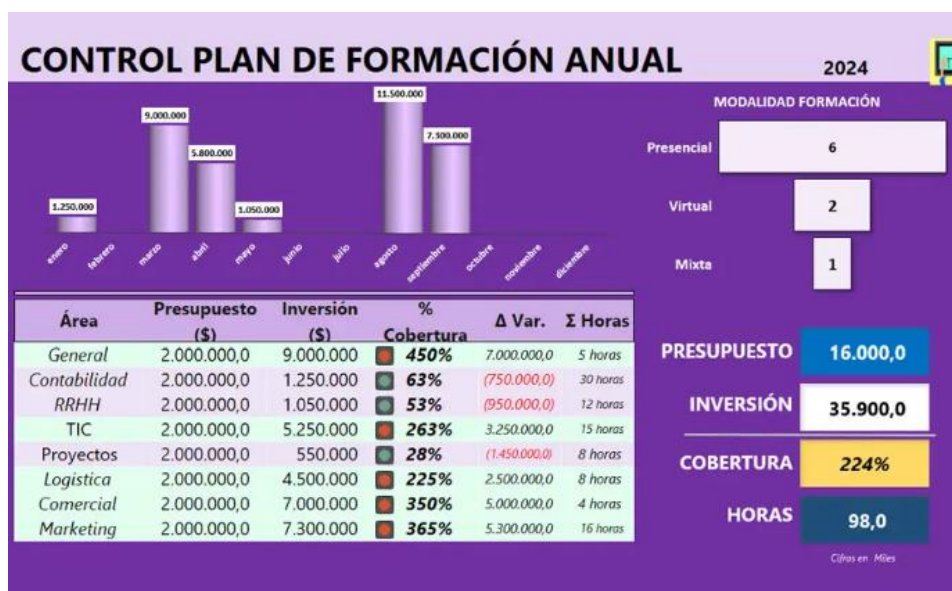 CONTROL PLAN DE FORMACIÓN ANUAL
2024
11.500.000
9.000.000
7.300.000
5.800.000
1.250.000
1.050.000
enero
febrero
marzo
abril
mayo
junio
julio
agosto
septiembre
octubre
noviembre
diciembre
MODALIDAD FORMACIÓN
Presencial 6
Virtual 2
Mixta 1
Área Presupuesto ($) Inversión ($) % Cobertura Δ Var. Σ Horas
General 2.000.000,0 9.000.000 450% 7.000.000,0 5 horas
Contabilidad 2.000.000,0 1.250.000 63% (750.000,0) 30 horas
RRHH 2.000.000,0 1.050.000 53% (950.000,0) 12 horas
TIC 2.000.000,0 5.250.000 263% 3.250.000,0 15 horas
Proyectos 2.000.000,0 550.000 28% (1.450.000,0) 8 horas
Logistica 2.000.000,0 4.500.000 225% 2.500.000,0 8 horas
Comercial 2.000.000,0 7.000.000 350% 5.000.000,0 4 horas
Marketing 2.000.000,0 7.300.000 365% 5.300.000,0 16 horas
PRESUPUESTO 16.000,0
INVERSIÓN 35.900,0
COBERTURA 224%
HORAS 98,0
Cifras en Miles